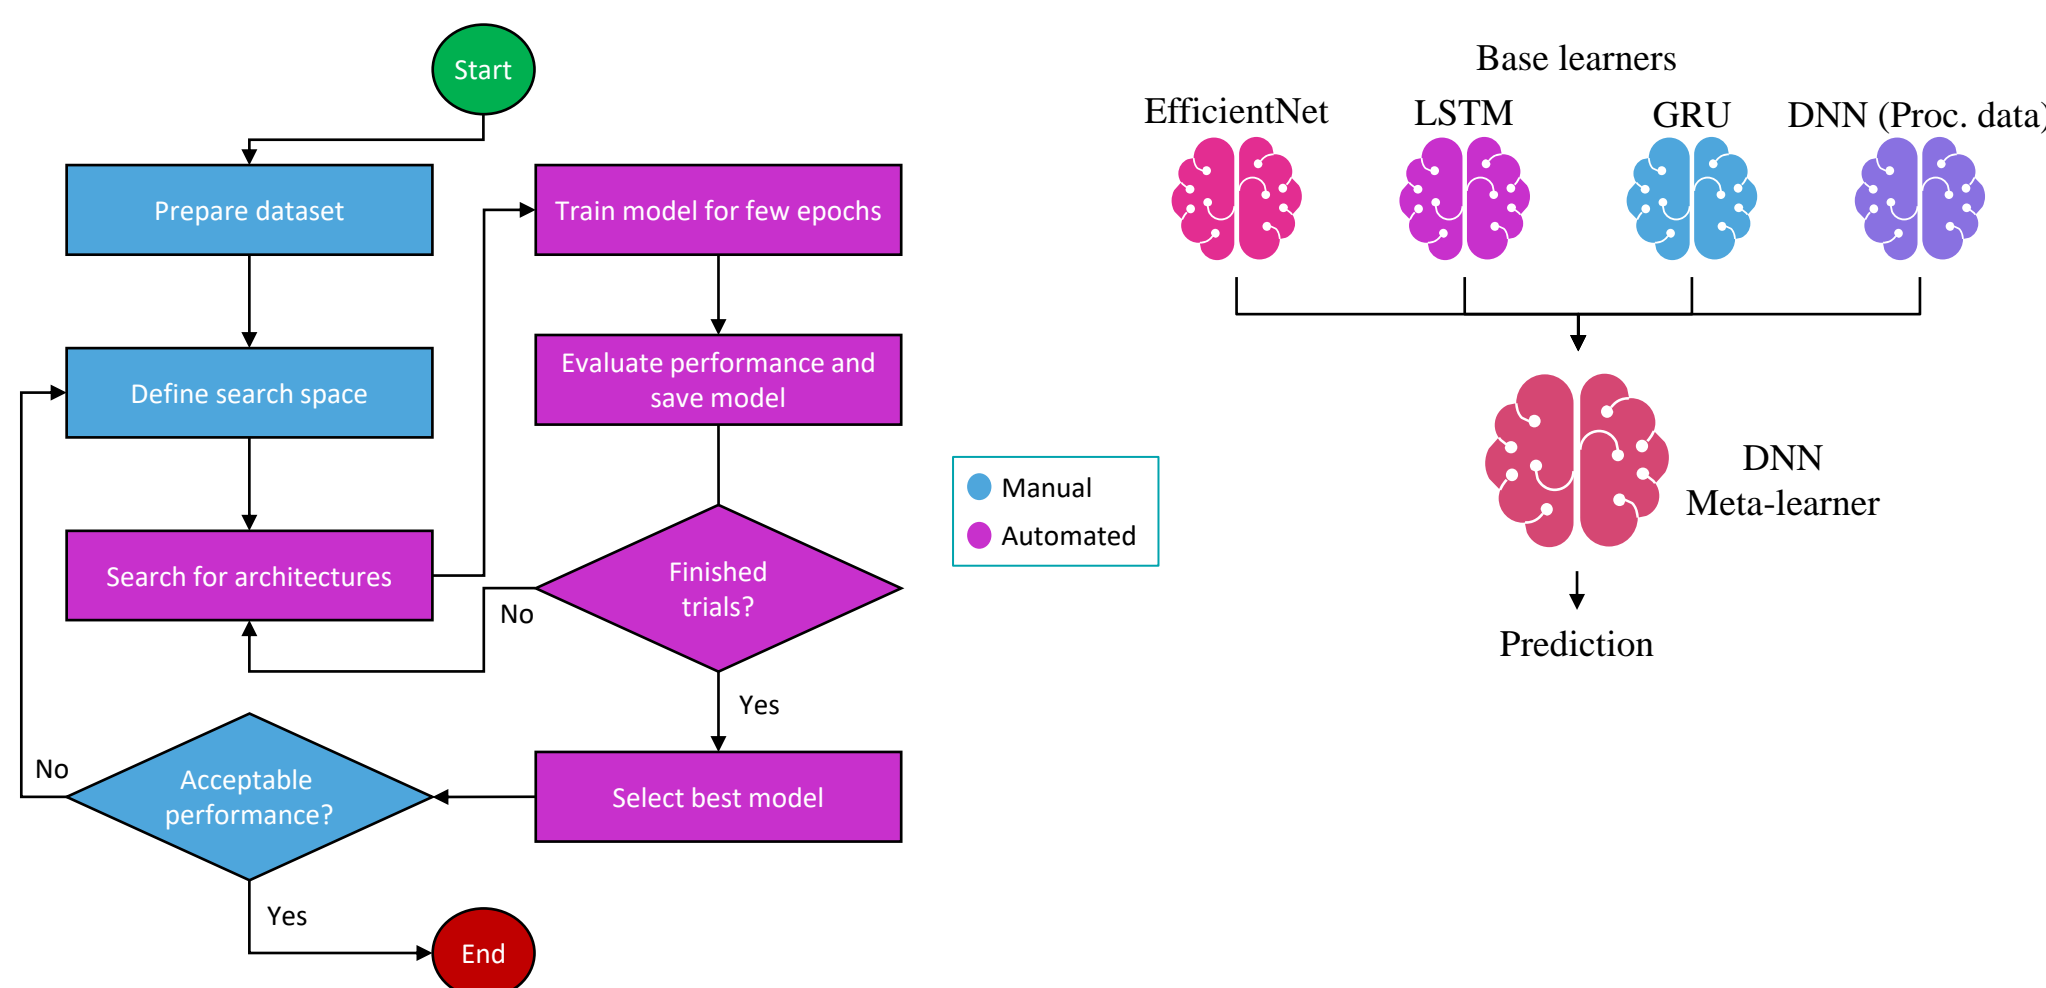 Start
Prepare dataset
Define search space
Search for architectures
Train model for few epochs
Evaluate performance and
save model
Finished
trials?
No
Yes
Select best model
Acceptable
performance?
No
Yes
End
Manual
Automated
Base learners
EfficientNet
LSTM
GRU
DNN (Proc. data)
DNN
Meta-learner
Prediction